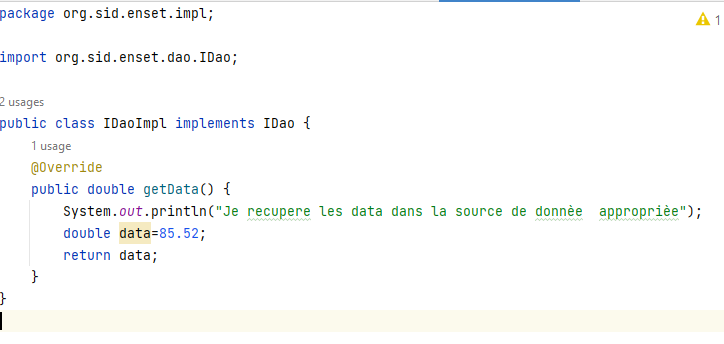 package org.sid.enset.impl;
1
import org.sid.enset.dao.IDao;
2 usages
public class IDaoImpl implements IDao {
1 usage
@Override
public double getData() {
System.out.println("Je recupere les data dans la source de donnèe  approprièe");
double data=85.52;
return data;
}
}